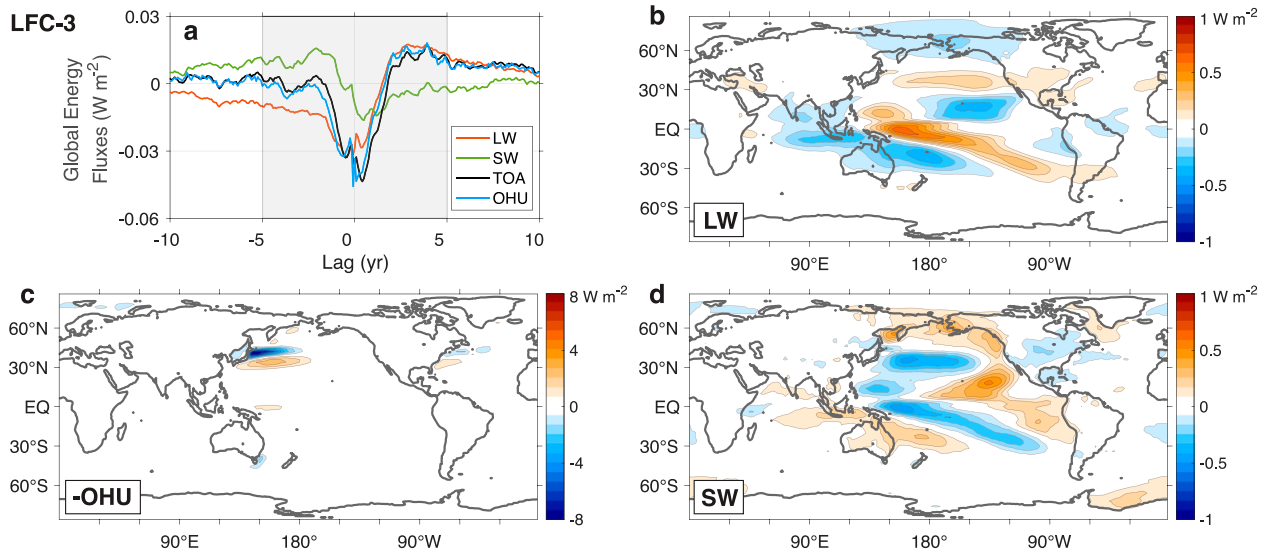 LFC-3
a
Global Energy
Fluxes (W m-2)
0.03
0
-0.03
-0.06
LW
SW
TOA
OHU
-10
-5
0
5
10
Lag (yr)
b
60°N
30°N
EQ
30°S
60°S
LW
90°E
180°
90°W
1 W m-2
0.5
0
-0.5
-1
c
60°N
30°N
EQ
30°S
60°S
-OHU
90°E
180°
90°W
8 W m-2
4
0
-4
-8
d
60°N
30°N
EQ
30°S
60°S
SW
90°E
180°
90°W
1 W m-2
0.5
0
-0.5
-1